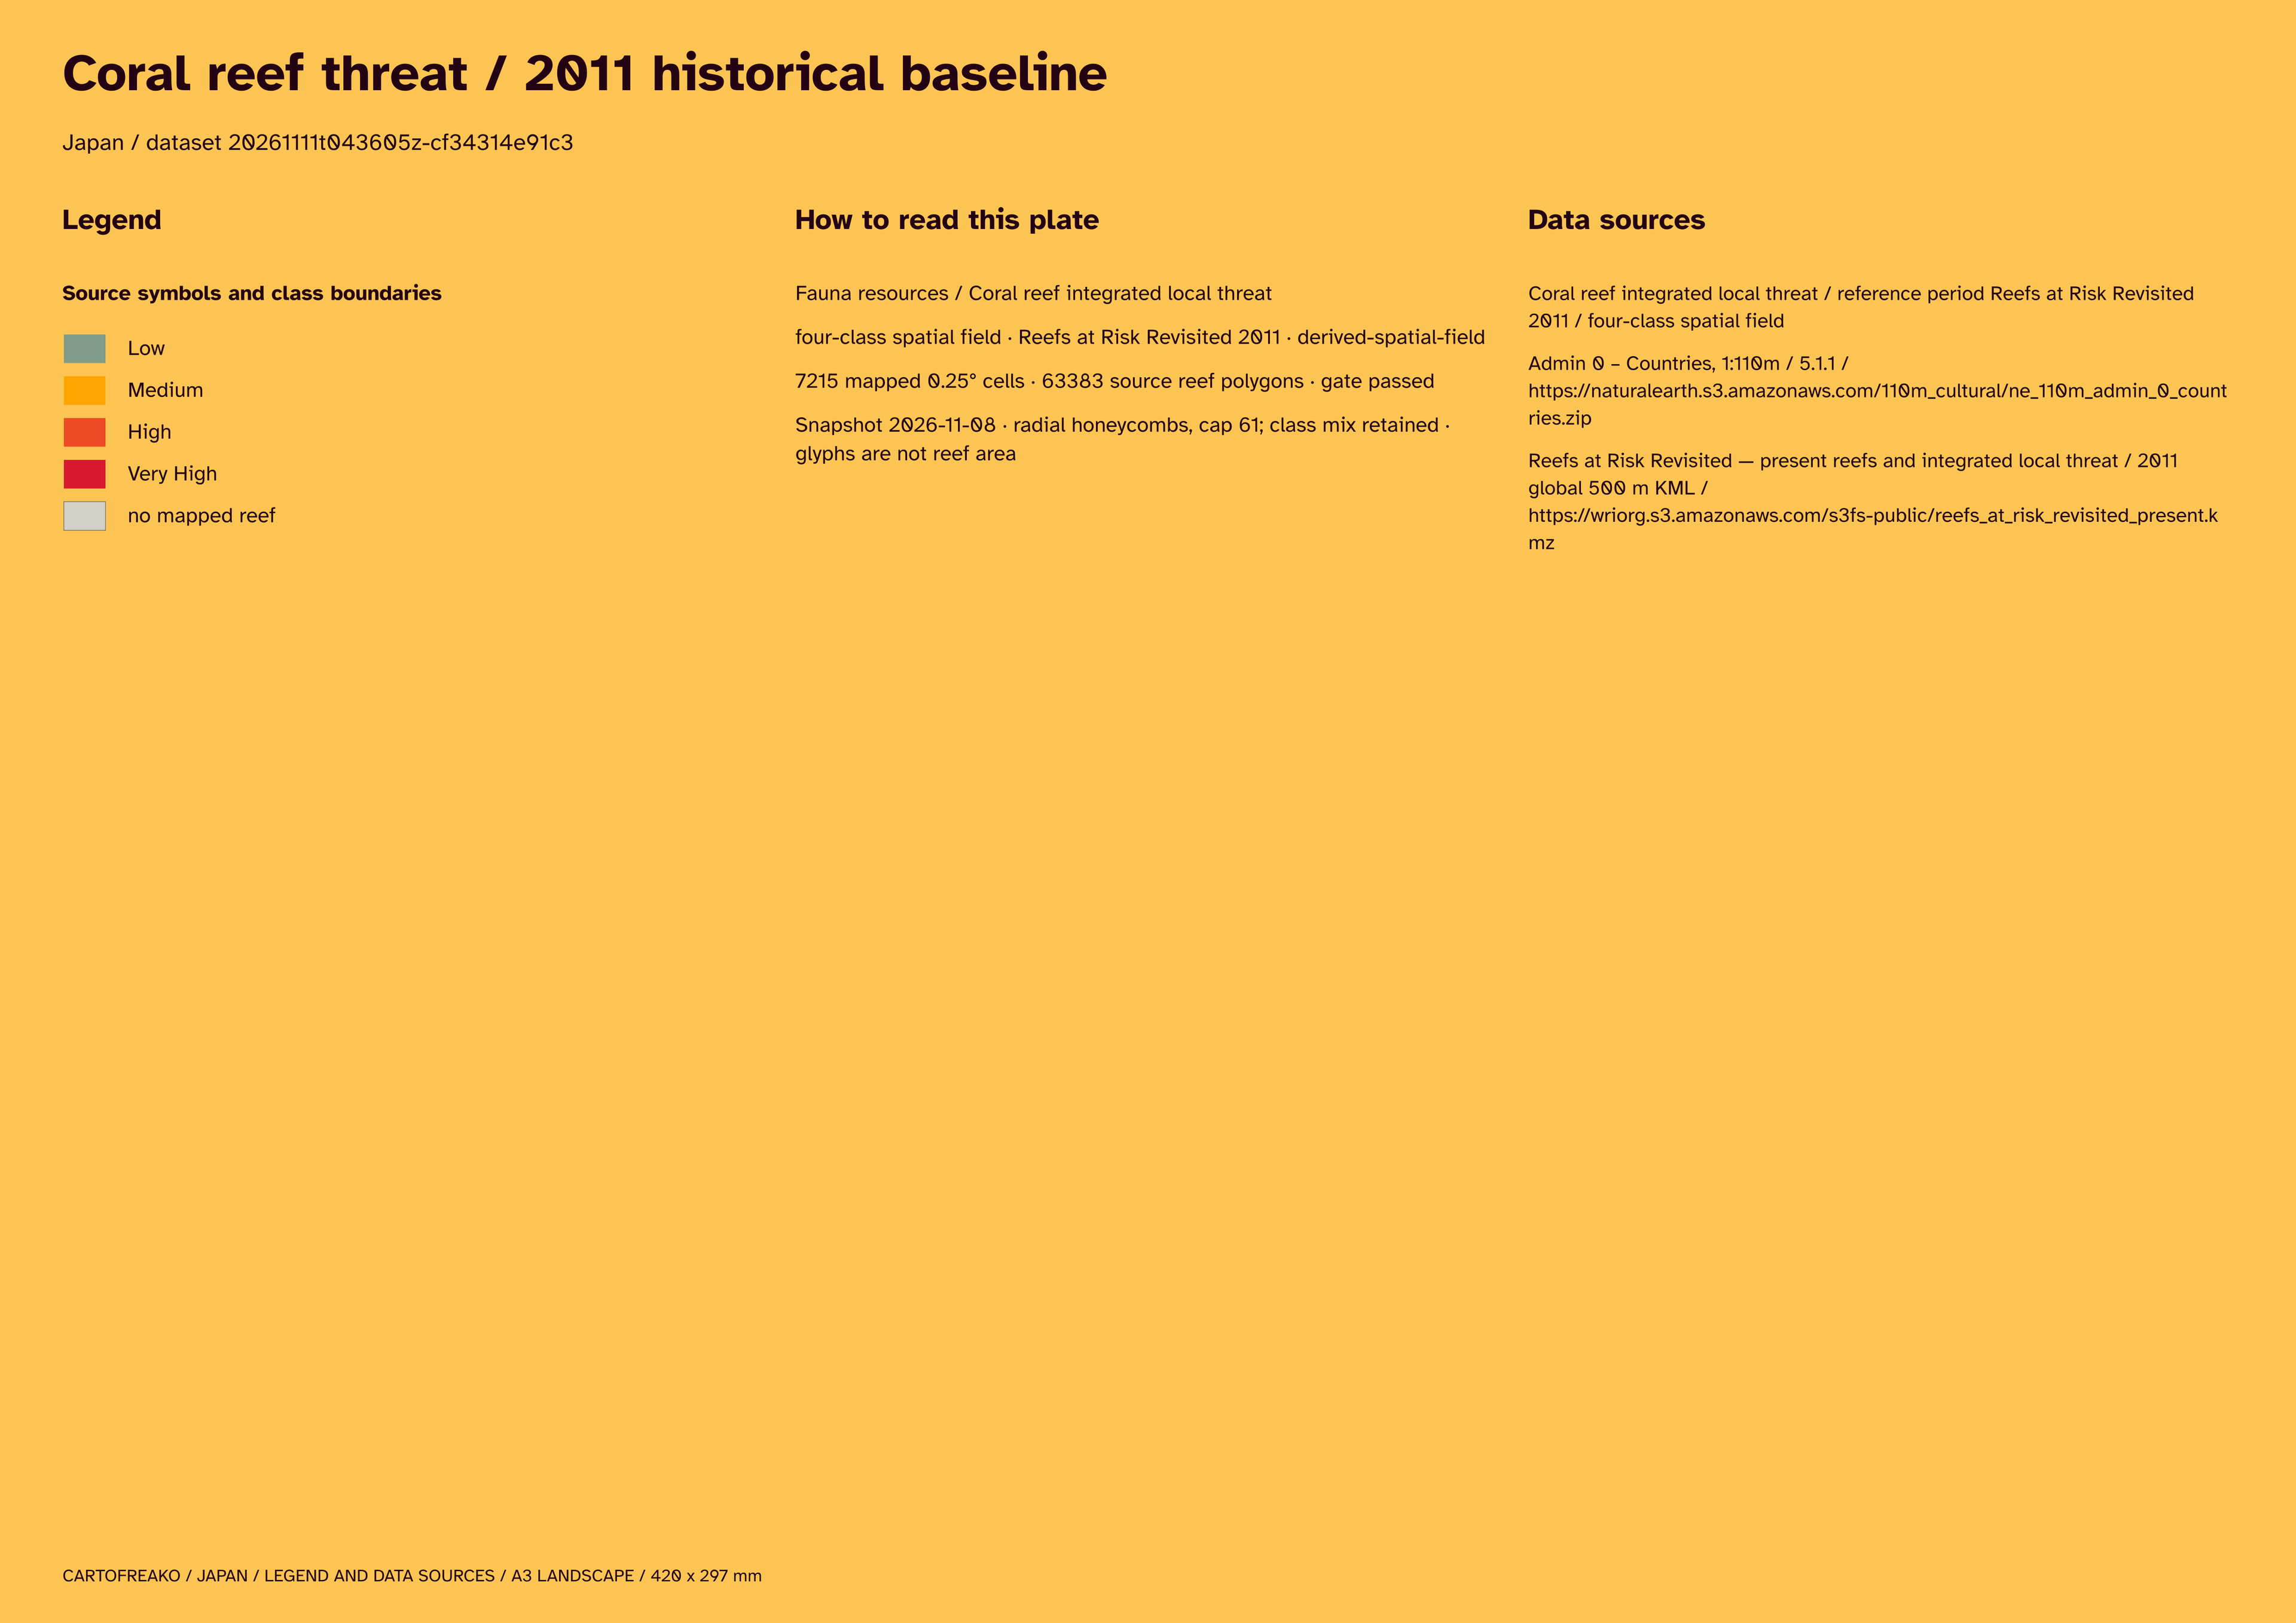 Coral reef threat / 2011 historical baseline
Japan / dataset 20261111t043605z-cf34314e91c3
Legend
Source symbols and class boundaries
Low
Medium
High
Very High
no mapped reef
How to read this plate
Fauna resources / Coral reef integrated local threat
four-class spatial field · Reefs at Risk Revisited 2011 · derived-spatial-field
7215 mapped 0.25° cells · 63383 source reef polygons · gate passed
Snapshot 2026-11-08 · radial honeycombs, cap 61; class mix retained ·
glyphs are not reef area
Data sources
Coral reef integrated local threat / reference period Reefs at Risk Revisited
2011 / four-class spatial field
Admin 0 – Countries, 1:110m / 5.1.1 /
https://naturalearth.s3.amazonaws.com/110m_cultural/ne_110m_admin_0_count
ries.zip
Reefs at Risk Revisited — present reefs and integrated local threat / 2011
global 500 m KML /
https://wriorg.s3.amazonaws.com/s3fs-public/reefs_at_risk_revisited_present.k
mz
CARTOFREAKO / JAPAN / LEGEND AND DATA SOURCES / A3 LANDSCAPE / 420 x 297 mm